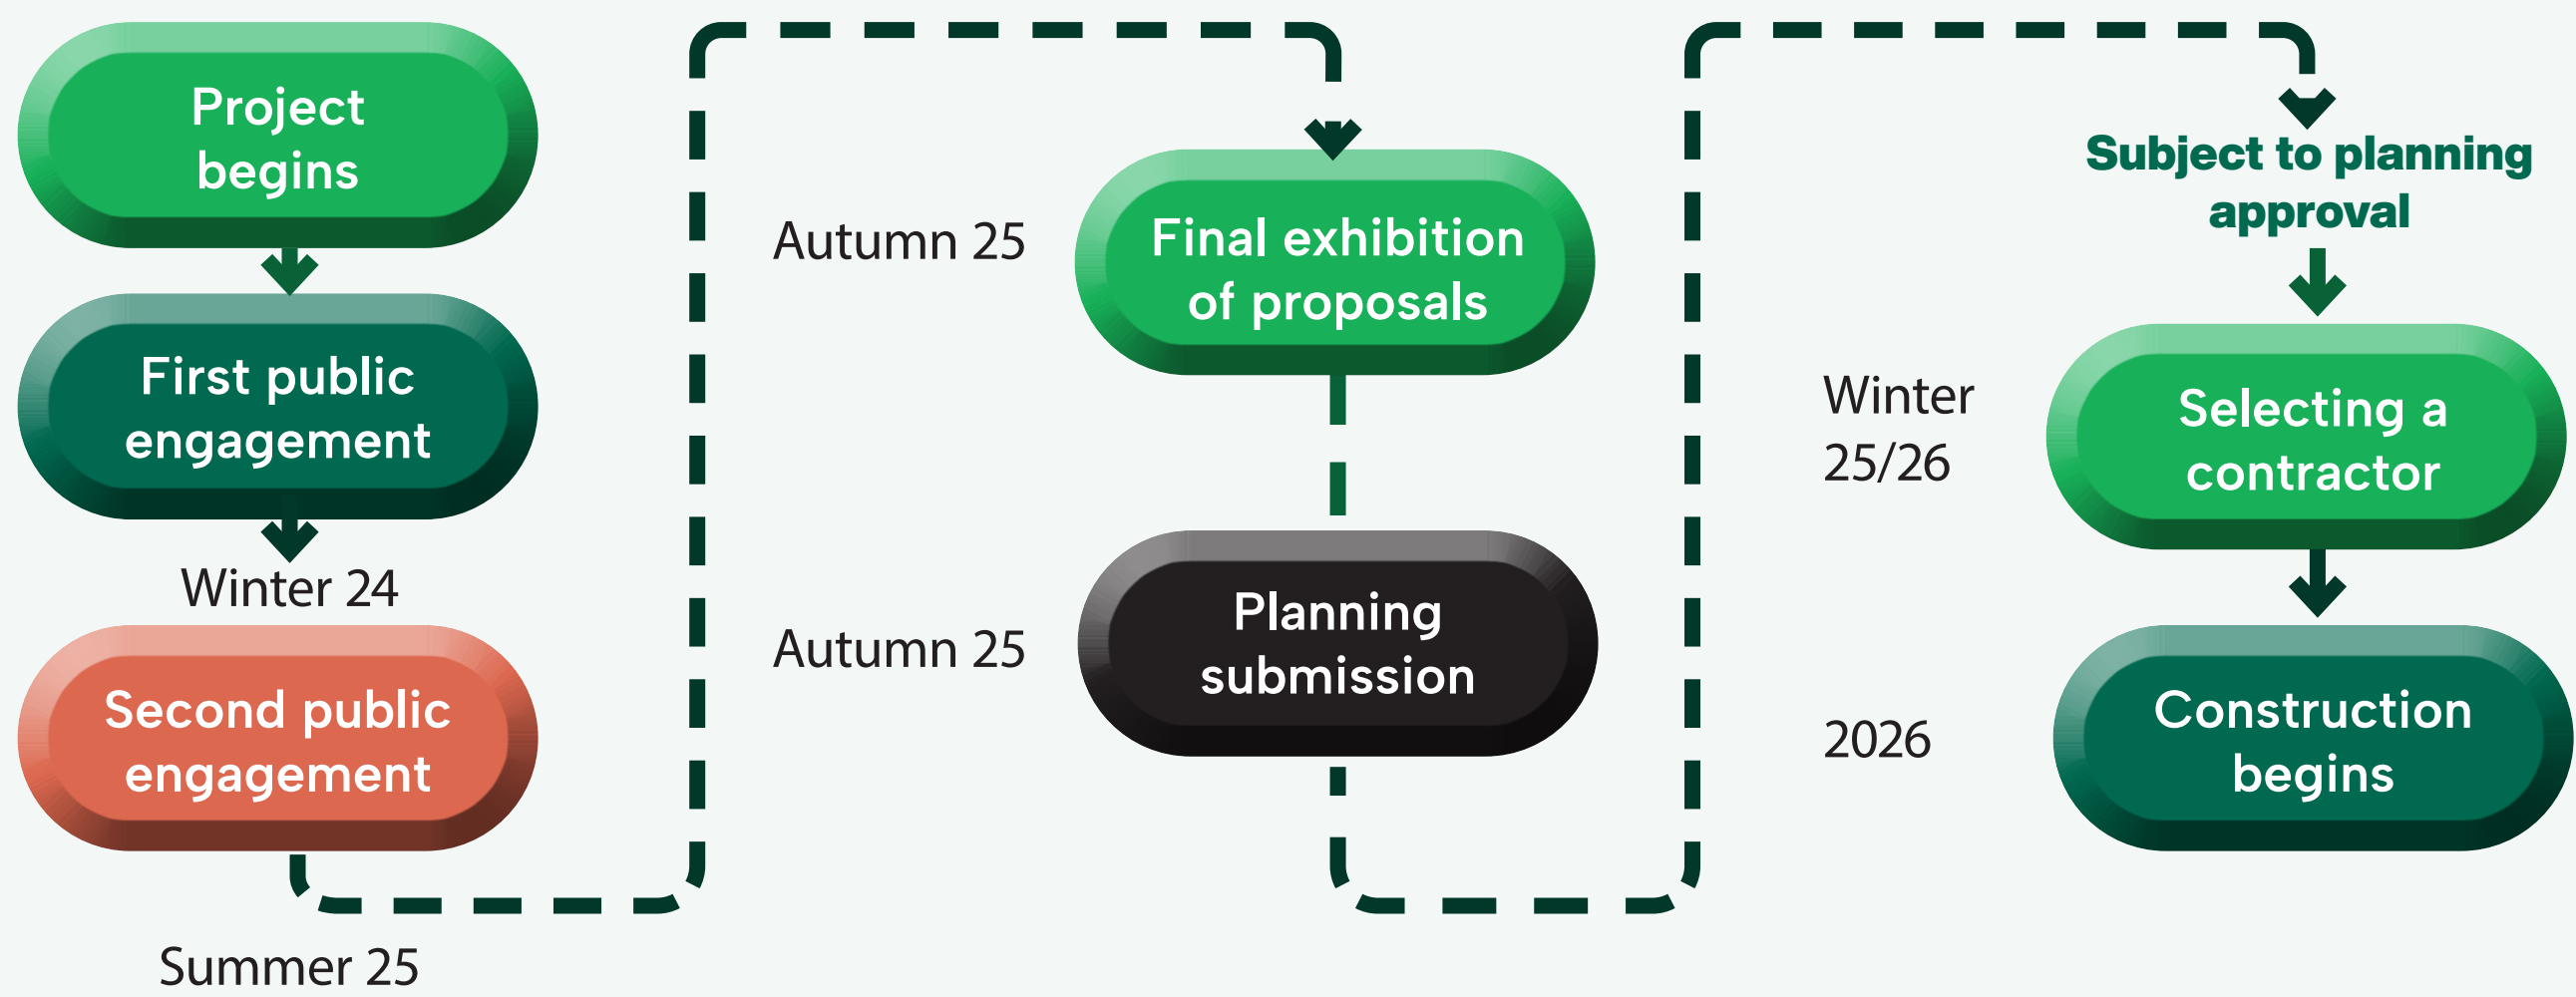 Project
begins
First public
engagement
Winter 24
Second public
engagement
Summer 25
Autumn 25
Final exhibition
of proposals
Autumn 25
Planning
submission
Subject to planning
approval
Winter
25/26
Selecting a
contractor
2026
Construction
begins